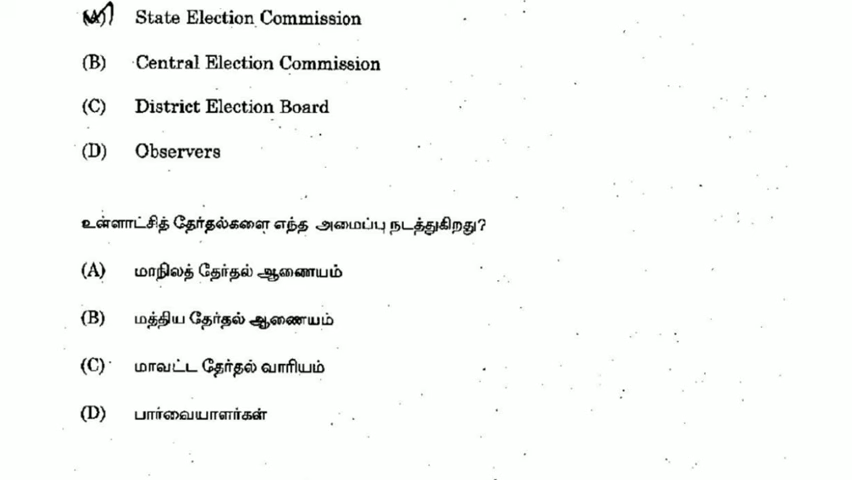 (A) State Election Commission
(B) Central Election Commission
(C) District Election Board
(D) Observers
உள்ளாட்சித் தேர்தல்களை எந்த அமைப்பு நடத்துகிறது?
(A) மாநிலத் தேர்தல் ஆணையம்
(B) மத்திய தேர்தல் ஆணையம்
(C) மாவட்ட தேர்தல் வாரியம்
(D) பார்வையாளர்கள்